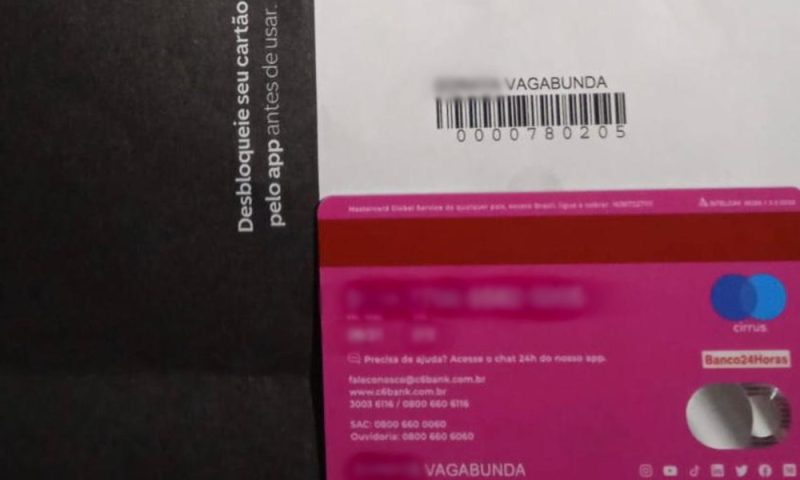 Desbloqueie seu cartão
pelo app antes de usar.
VAGABUNDA
0000780205
cirrus
Precisa de ajuda? Acesse o chat 24h do nosso app.
Banco24Horas
faleconosco@c6bank.com.br
www.c6bank.com.br
3003 6116 / 0800 660 6116
SAC: 0800 660 0060
Ouvidoria: 0800 660 6060
VAGABUNDA